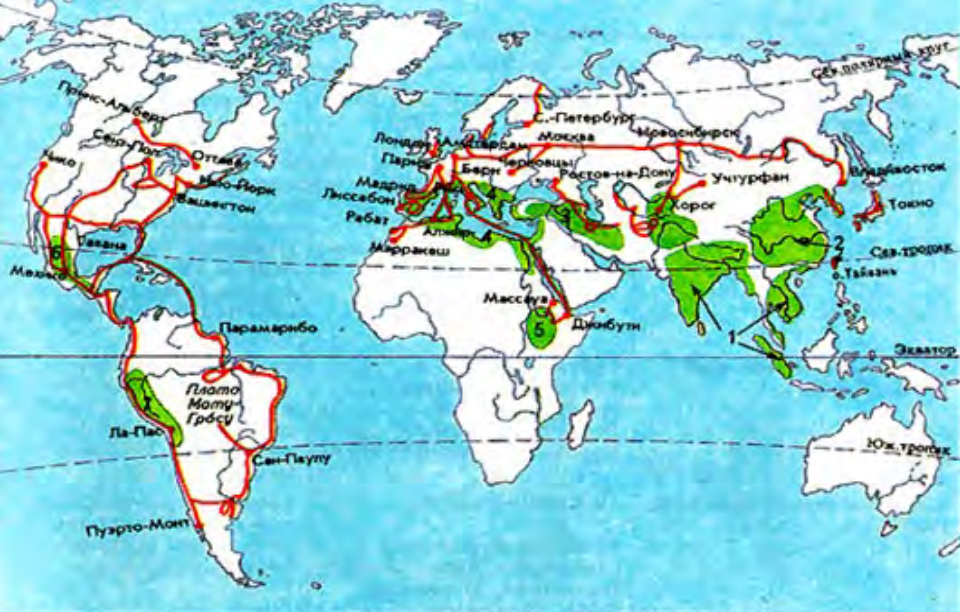 Сев.полярный круг
Принс-Альберт
Оттава
Нью-Йорк
Вашингтон
Гавана
Мехико
6
Парамарибо
Плато
Мату-
Гросу
7
Ла-Пас
Сан-Паулу
Пуэрто-Монт
С.-Петербург
Москва
Новосибирск
Лондон
Амстердам
Париж
Берн
Черновцы
Ростов-на-Дону
Учтурфан
Владивосток
Мадрид
Лиссабон
Рабат
Алжир
Марракеш
4
4
3
Хорог
Токио
2
Сев.тропик
о.Тайвань
Массауа
Джибути
5
1
Экватор
Юж.тропик